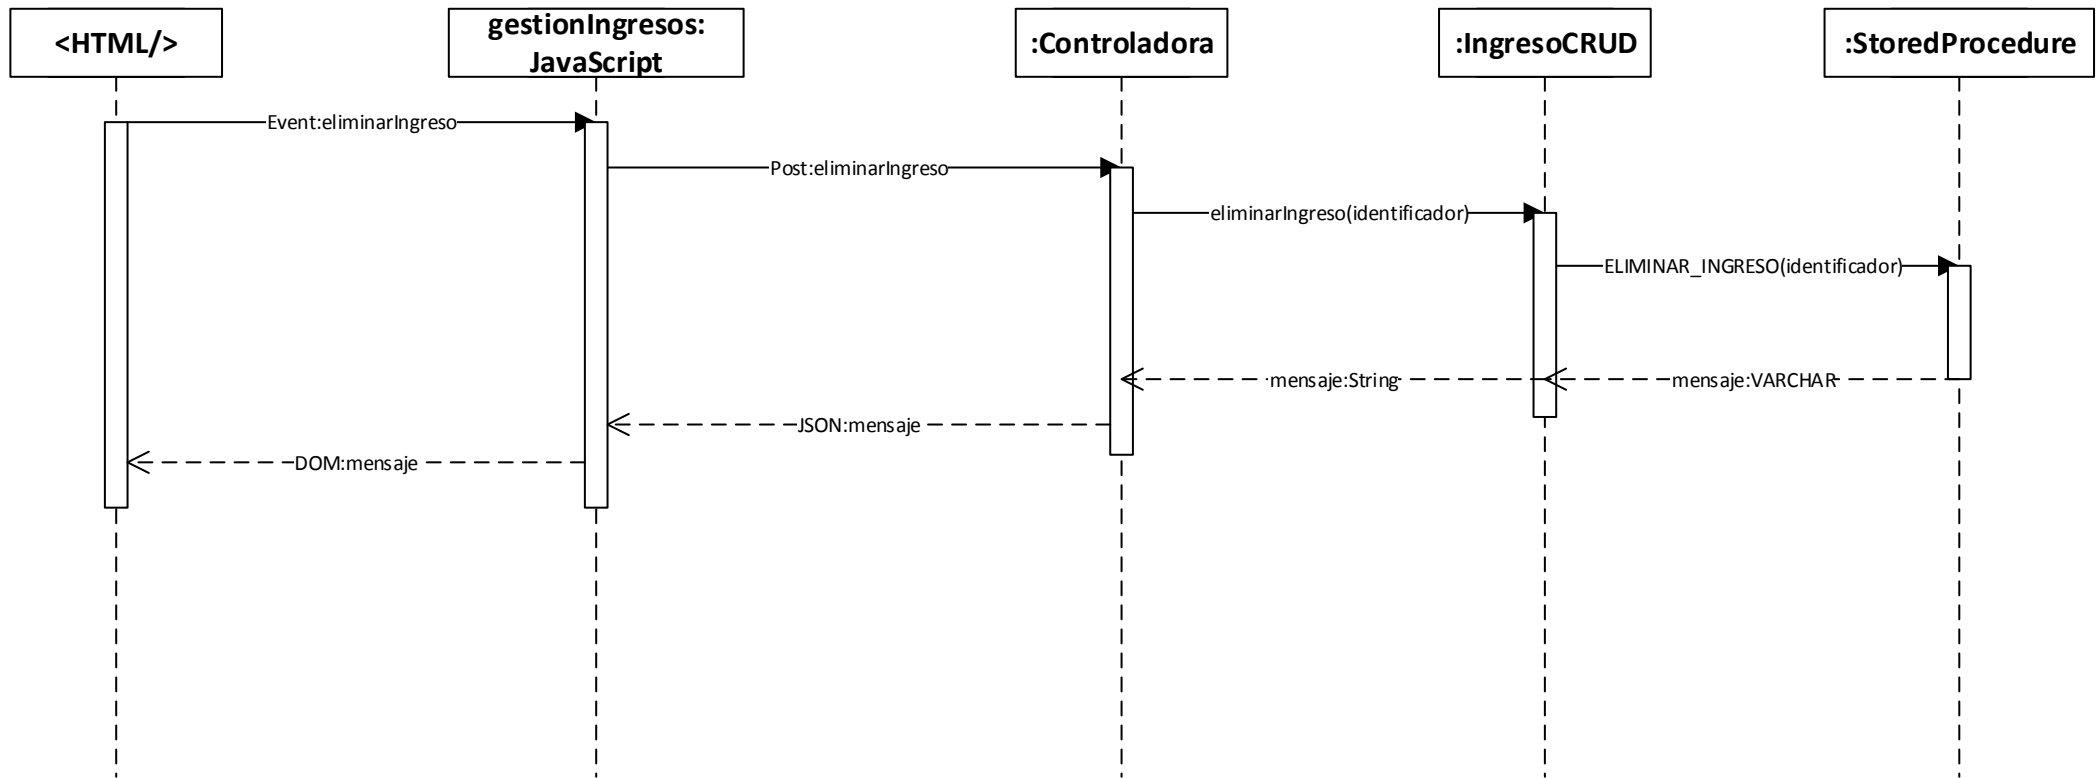 <HTML/>
gestionIngresos:
JavaScript
:Controladora
:IngresoCRUD
:StoredProcedure
Event:eliminarIngreso
Post:eliminarIngreso
eliminarIngreso(identificador)
ELIMINAR_INGRESO(identificador)
mensaje:String
mensaje:VARCHAR
JSON:mensaje
DOM:mensaje